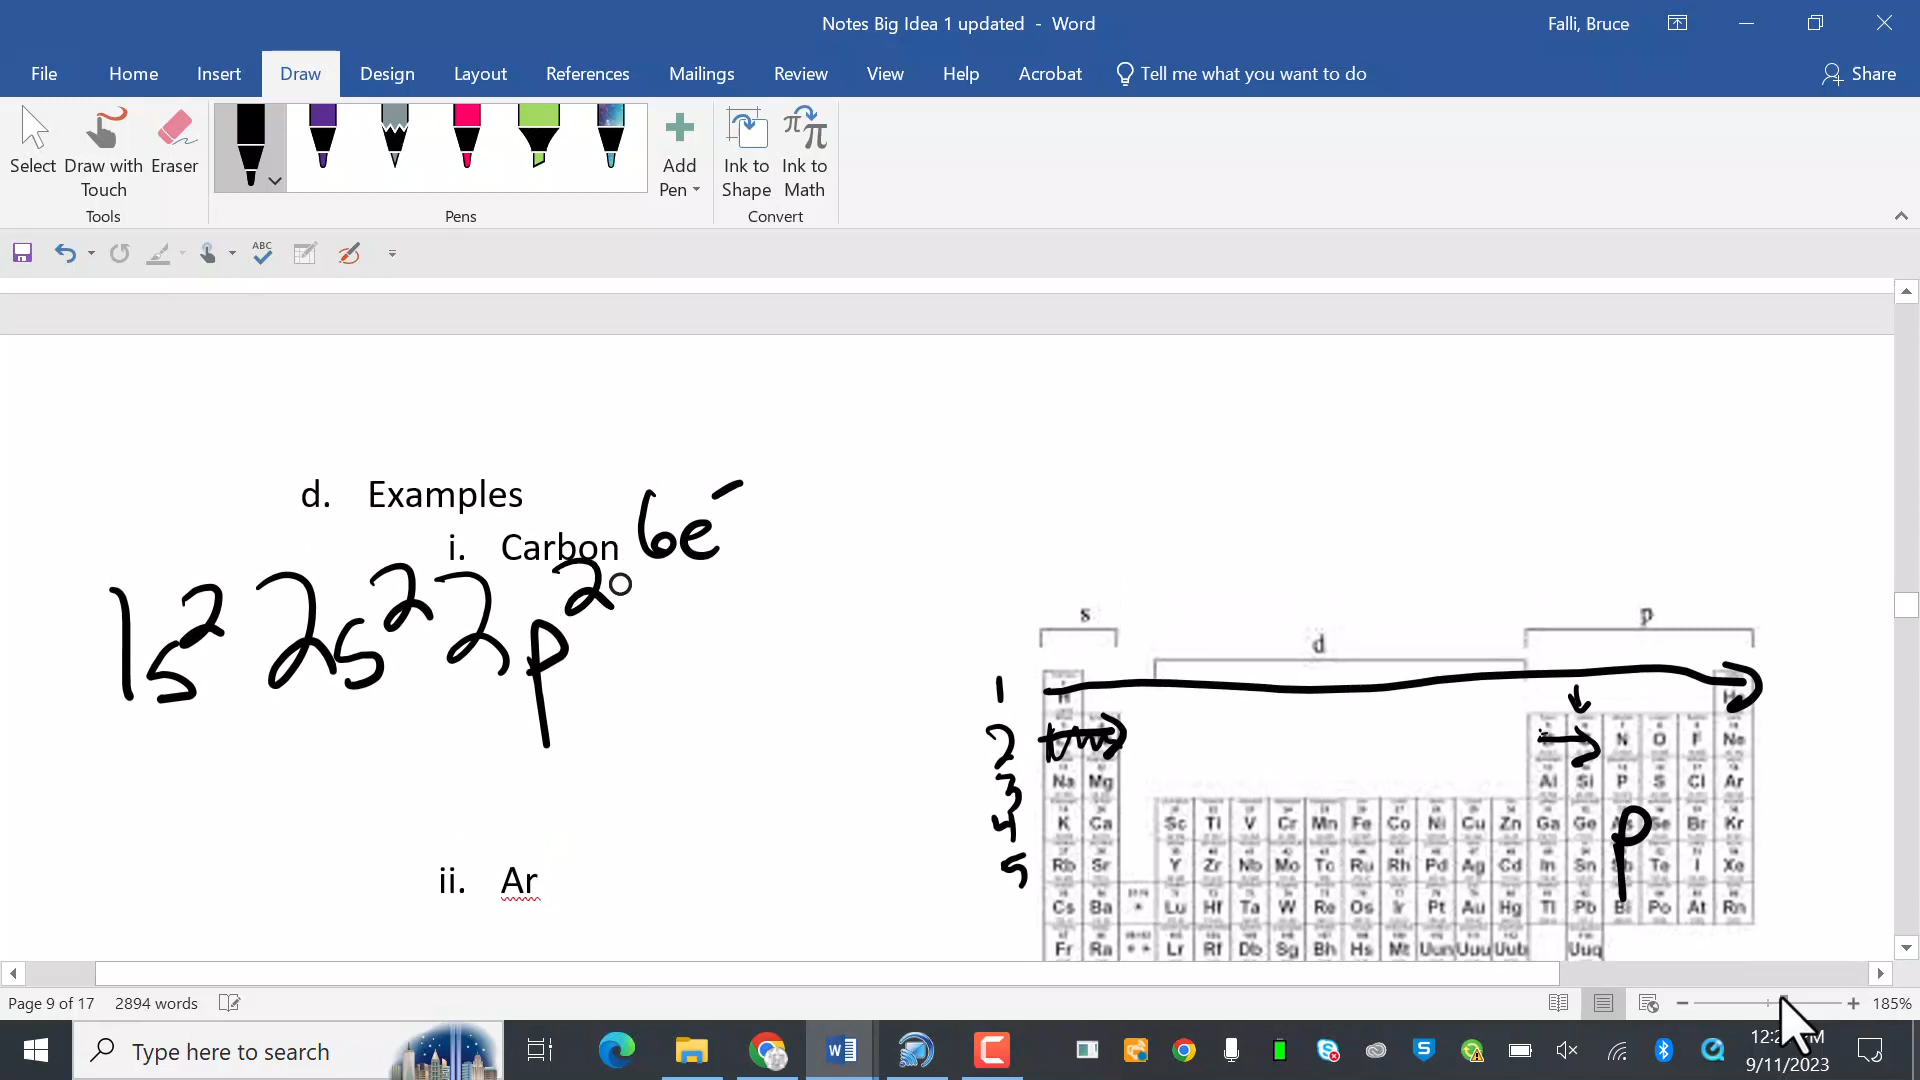 Notes Big Idea 1 updated - Word
Falli, Bruce
File Home Insert Draw Design Layout References Mailings Review View Help Acrobat Tell me what you want to do Share
Select
Draw with Touch
Eraser
Add Pen
Ink to Shape
Ink to Math
Tools
Pens
Convert
ABC
d. Examples
i. Carbon 6e⁻
1s² 2s² 2p²
ii. Ar
s
d
p
1
2 N O F Ne
3 Na Mg Al Si P S Cl Ar
4 K Ca Sc Ti V Cr Mn Fe Co Ni Cu Zn Ga Ge As Se Br Kr
p
5 Rb Sr Y Zr Nb Mo Tc Ru Rh Pd Ag Cd In Sn Sb Te I Xe
Cs Ba * Lu Hf Ta W Re Os Ir Pt Au Hg Tl Pb Bi Po At Rn
Fr Ra ** Lr Rf Db Sg Bh Hs Mt Uun Uuu Uub Uuq
Page 9 of 17 2894 words
185%
Type here to search
9/11/2023